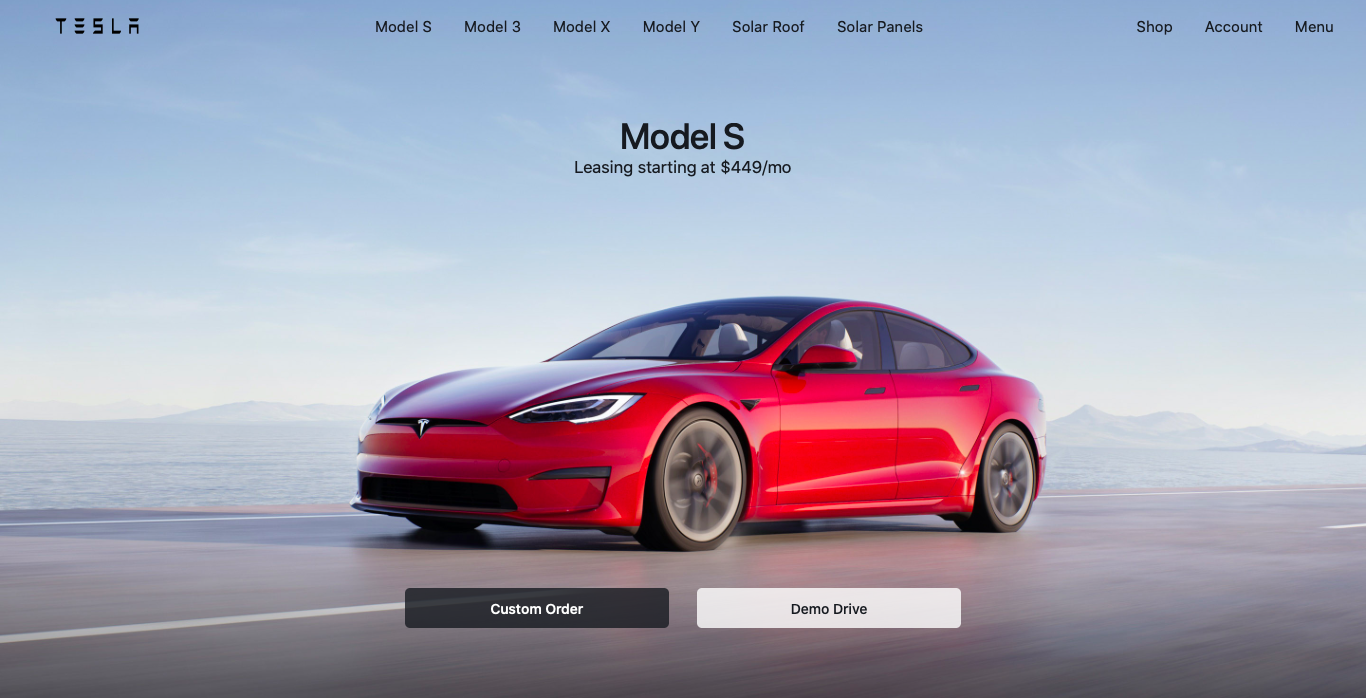 TESLA
Model S
Model 3
Model X
Model Y
Solar Roof
Solar Panels
Shop
Account
Menu
Model S
Leasing starting at $449/mo
Custom Order
Demo Drive